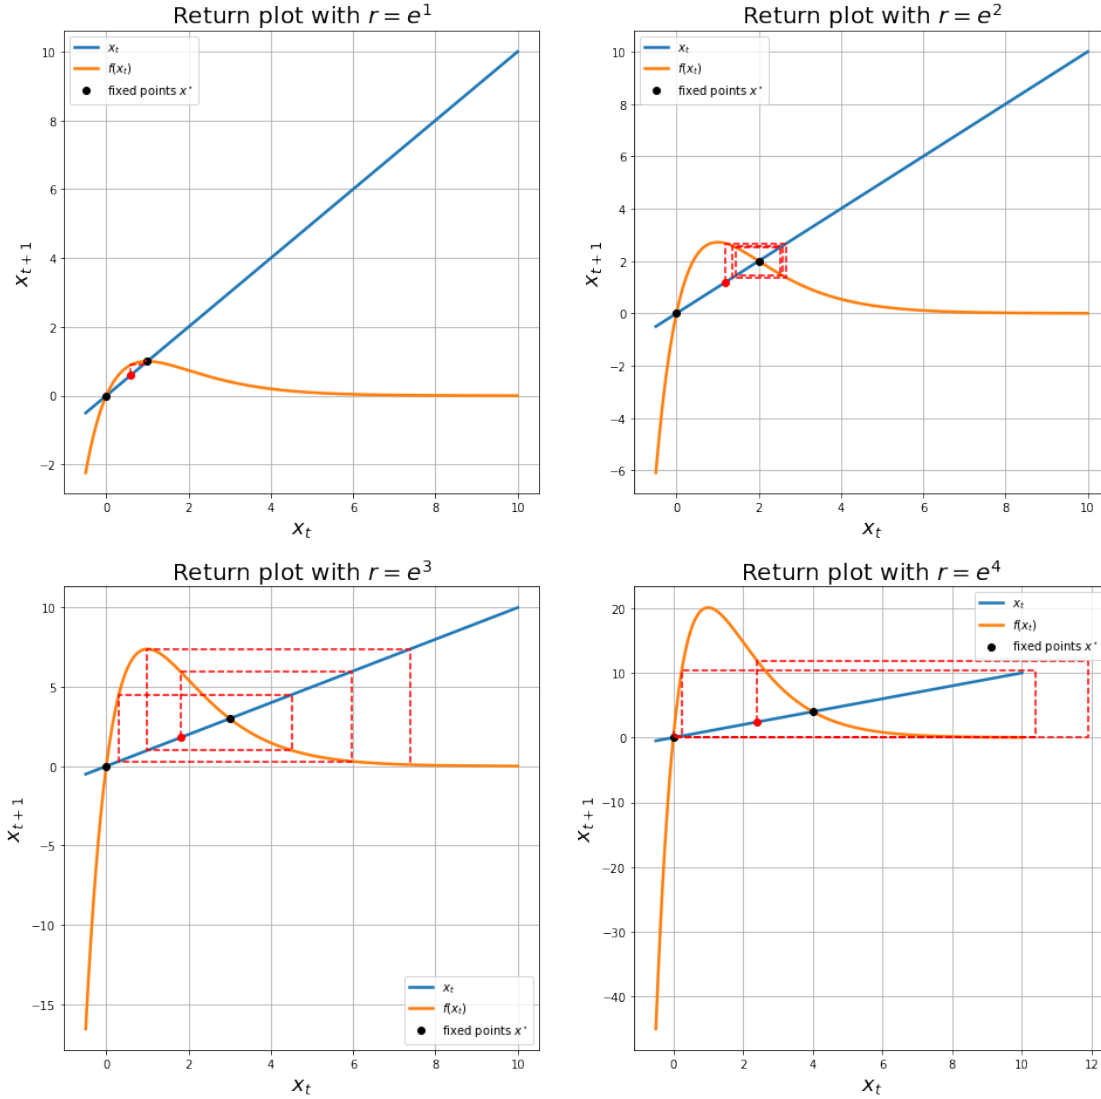 Return plot with r = e¹
x_t
f(x_t)
fixed points x*
10
8
6
4
2
0
−2
x_{t+1}
0 2 4 6 8 10
x_t
Return plot with r = e²
x_t
f(x_t)
fixed points x*
10
8
6
4
2
0
−2
−4
−6
x_{t+1}
0 2 4 6 8 10
x_t
Return plot with r = e³
10
5
0
−5
−10
−15
x_{t+1}
x_t
f(x_t)
fixed points x*
0 2 4 6 8 10
x_t
Return plot with r = e⁴
x_t
f(x_t)
fixed points x*
20
10
0
−10
−20
−30
−40
x_{t+1}
0 2 4 6 8 10 12
x_t